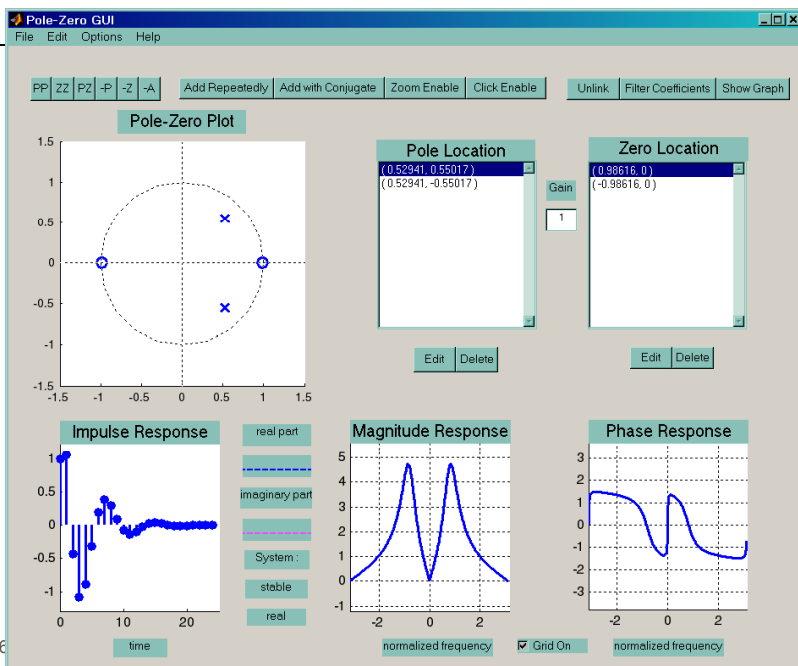 Pole-Zero GUI
File Edit Options Help
PP ZZ PZ -P -Z -A Add Repeatedly Add with Conjugate Zoom Enable Click Enable Unlink Filter Coefficients Show Graph
Pole-Zero Plot
1.5
1
0.5
0
-0.5
-1
-1.5
-1.5 -1 -0.5 0 0.5 1 1.5
Pole Location
( 0.52941, 0.55017 )
( 0.52941, -0.55017 )
Edit Delete
Gain
1
Zero Location
( 0.98616, 0 )
( -0.98616, 0 )
Edit Delete
Impulse Response
1
0.5
0
-0.5
-1
0 10 20
time
real part
imaginary part
System :
stable
real
Magnitude Response
5
4
3
2
1
0
-1
-2 0 2
normalized frequency
Grid On
Phase Response
3
2
1
0
-1
-2
-3
-2 0 2
normalized frequency
6